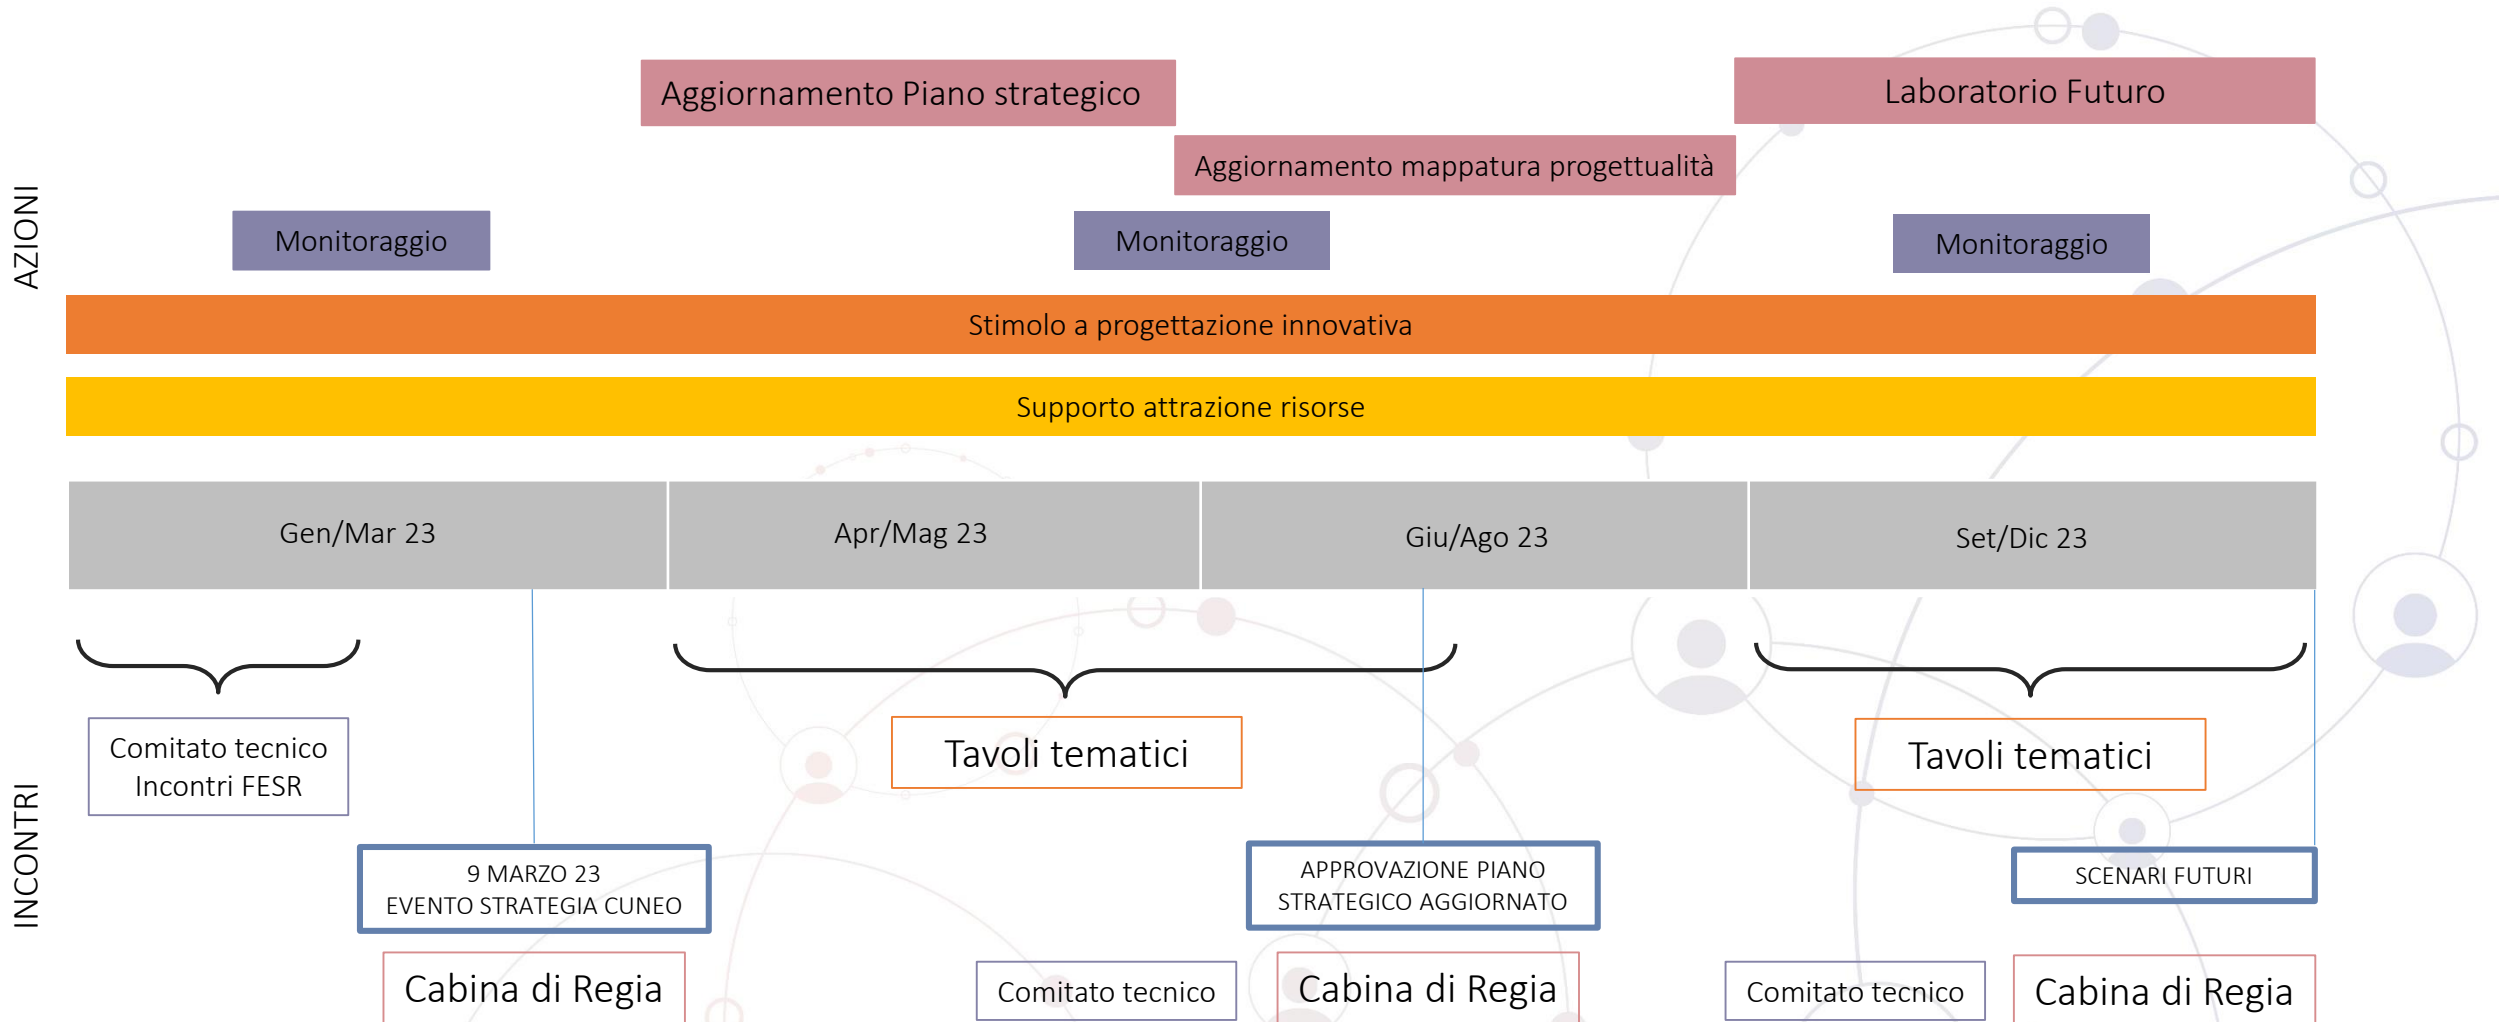 AZIONI
Aggiornamento Piano strategico
Laboratorio Futuro
Aggiornamento mappatura progettualità
Monitoraggio
Monitoraggio
Monitoraggio
Stimolo a progettazione innovativa
Supporto attrazione risorse
Gen/Mar 23
Apr/Mag 23
Giu/Ago 23
Set/Dic 23
INCONTRI
Comitato tecnico
Incontri FESR
Tavoli tematici
Tavoli tematici
9 MARZO 23
EVENTO STRATEGIA CUNEO
APPROVAZIONE PIANO
STRATEGICO AGGIORNATO
SCENARI FUTURI
Cabina di Regia
Comitato tecnico
Cabina di Regia
Comitato tecnico
Cabina di Regia